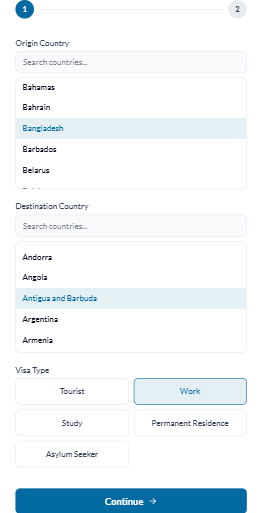 1
2
Origin Country
Search countries...
Bahamas
Bahrain
Bangladesh
Barbados
Belarus
Destination Country
Search countries...
Andorra
Angola
Antigua and Barbuda
Argentina
Armenia
Visa Type
Tourist
Work
Study
Permanent Residence
Asylum Seeker
Continue →